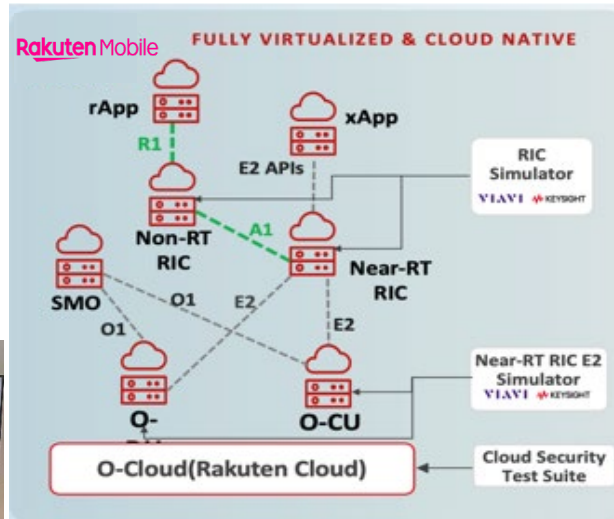 Rakuten Mobile
FULLY VIRTUALIZED & CLOUD NATIVE
rApp
xApp
R1
E2 APIs
RIC
Simulator
VIAVI KEYSIGHT
Non-RT
RIC
A1
Near-RT
RIC
SMO
O1
O1
E2
E2
O-
O-CU
Near-RT RIC E2
Simulator
VIAVI KEYSIGHT
O-Cloud(Rakuten Cloud)
Cloud Security
Test Suite